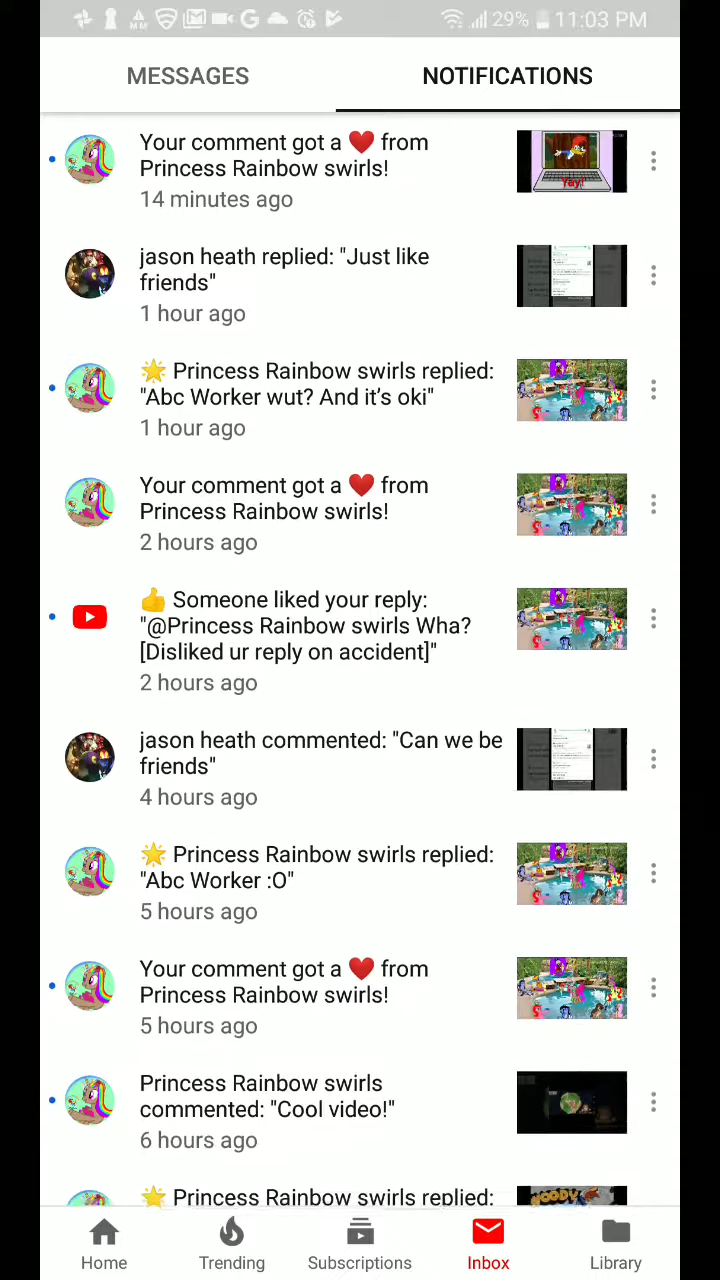 MM
29%
11:03 PM
MESSAGES
NOTIFICATIONS
Your comment got a ❤️ from
Princess Rainbow swirls!
14 minutes ago
Yay!
jason heath replied: "Just like
friends"
1 hour ago
🌟 Princess Rainbow swirls replied:
"Abc Worker wut? And it's oki"
1 hour ago
Your comment got a ❤️ from
Princess Rainbow swirls!
2 hours ago
👍 Someone liked your reply:
"@Princess Rainbow swirls Wha?
[Disliked ur reply on accident]"
2 hours ago
jason heath commented: "Can we be
friends"
4 hours ago
🌟 Princess Rainbow swirls replied:
"Abc Worker :O"
5 hours ago
Your comment got a ❤️ from
Princess Rainbow swirls!
5 hours ago
Princess Rainbow swirls
commented: "Cool video!"
6 hours ago
🌟 Princess Rainbow swirls replied:
WOODY
Home
Trending
Subscriptions
Inbox
Library